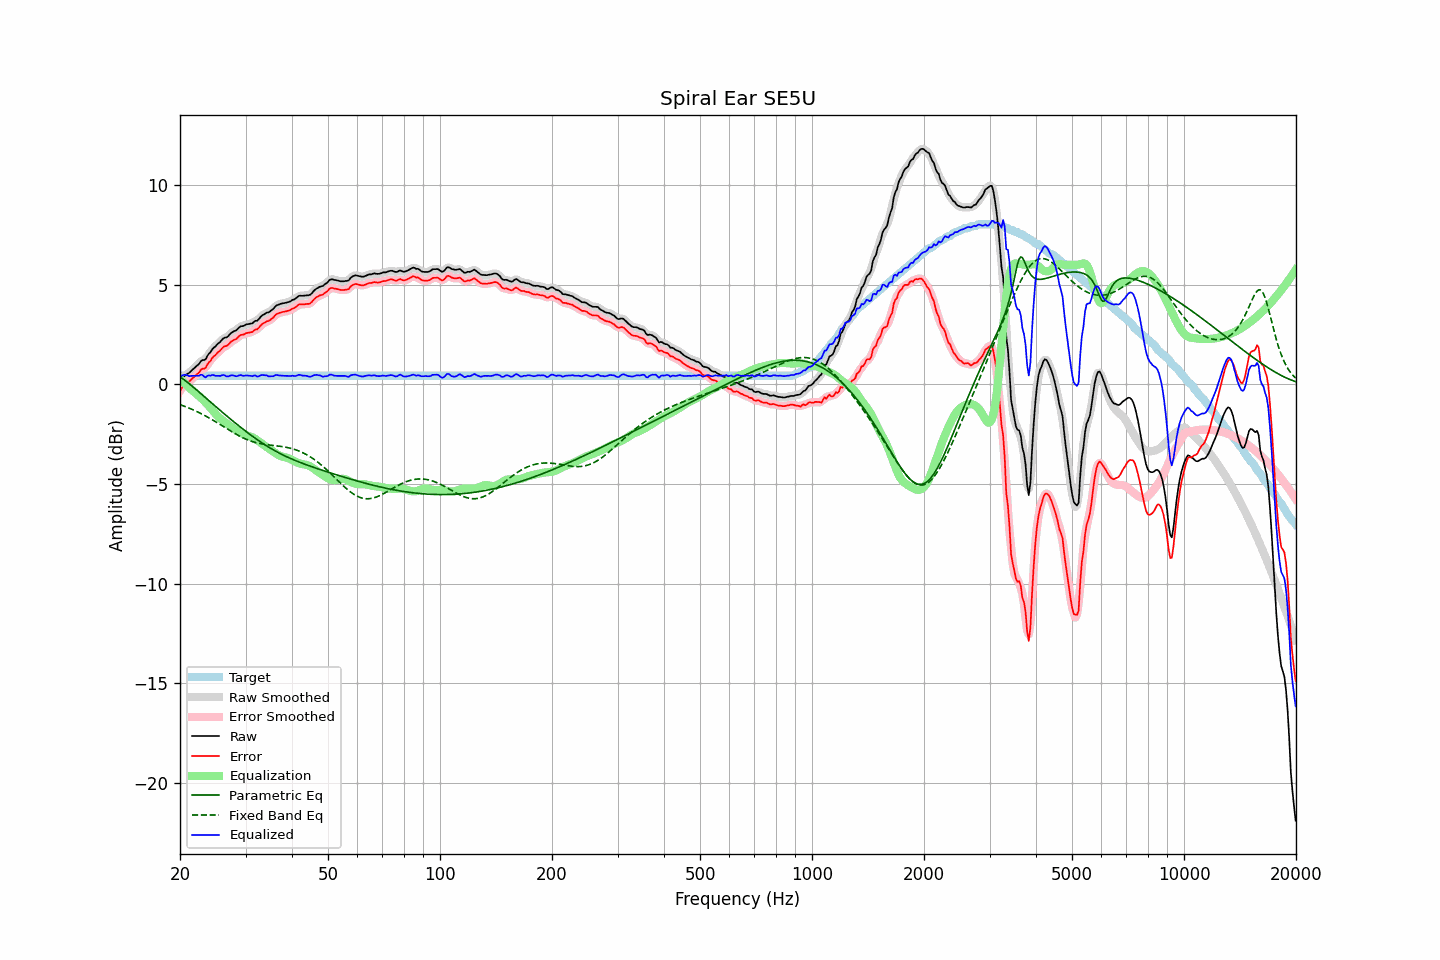 Spiral Ear SE5U
Amplitude (dBr)
10
5
0
−5
−10
−15
−20
Target
Raw Smoothed
Error Smoothed
Raw
Error
Equalization
Parametric Eq
Fixed Band Eq
Equalized
20 50 100 200 500 1000 2000 5000 10000 20000
Frequency (Hz)